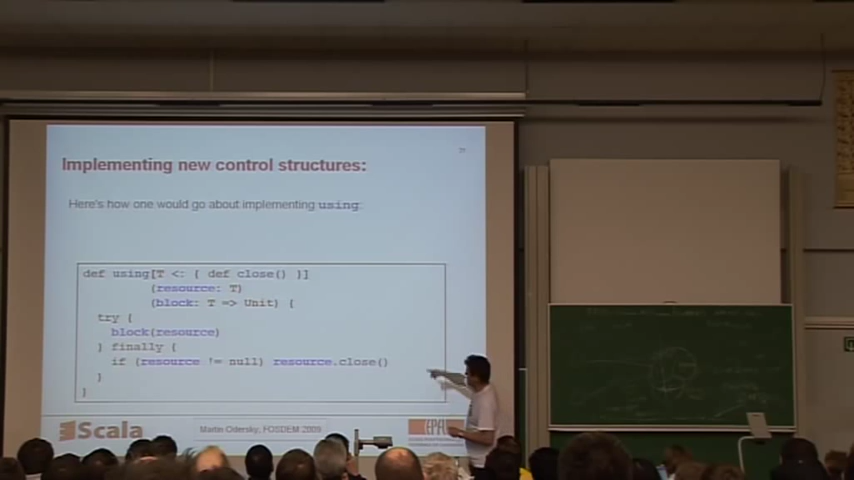 Implementing new control structures:
Here's how one would go about implementing using:
def using[T <: { def close() }]
(resource: T)
(block: T => Unit) {
try {
block(resource)
} finally {
if (resource != null) resource.close()
}
}
Scala
Martin Odersky, FOSDEM 2009
EPFL